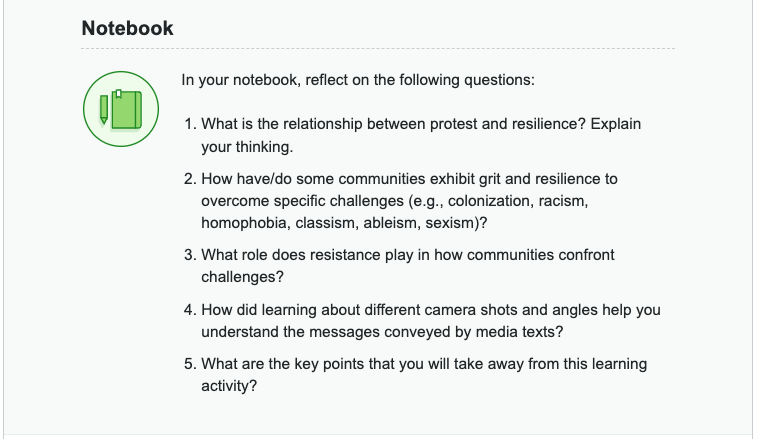 Notebook
In your notebook, reflect on the following questions:
1. What is the relationship between protest and resilience? Explain
your thinking.
2. How have/do some communities exhibit grit and resilience to
overcome specific challenges (e.g., colonization, racism,
homophobia, classism, ableism, sexism)?
3. What role does resistance play in how communities confront
challenges?
4. How did learning about different camera shots and angles help you
understand the messages conveyed by media texts?
5. What are the key points that you will take away from this learning
activity?